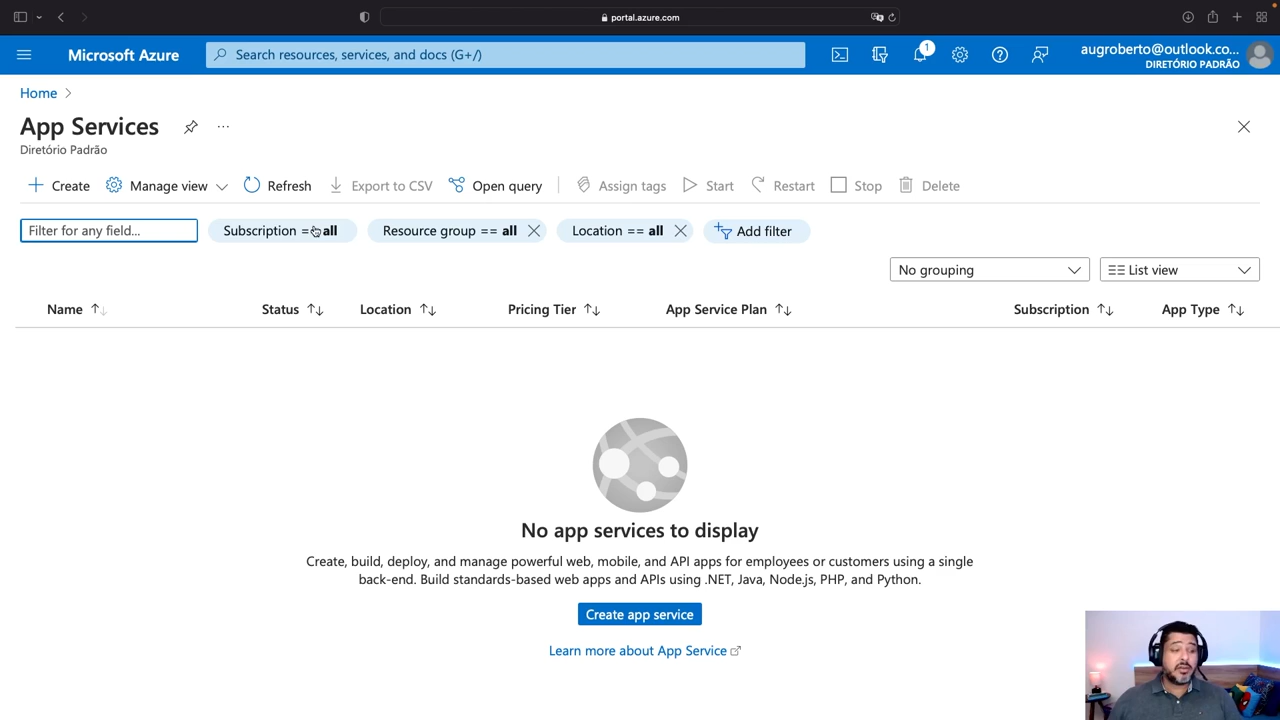 portal.azure.com
Microsoft Azure
Search resources, services, and docs (G+/)
1
augroberto@outlook.co...
DIRETÓRIO PADRÃO
Home
App Services
Diretório Padrão
Create
Manage view
Refresh
Export to CSV
Open query
Assign tags
Start
Restart
Stop
Delete
Filter for any field...
Subscription == all
Resource group == all
Location == all
Add filter
No grouping
List view
Name
Status
Location
Pricing Tier
App Service Plan
Subscription
App Type
No app services to display
Create, build, deploy, and manage powerful web, mobile, and API apps for employees or customers using a single
back-end. Build standards-based web apps and APIs using .NET, Java, Node.js, PHP, and Python.
Create app service
Learn more about App Service